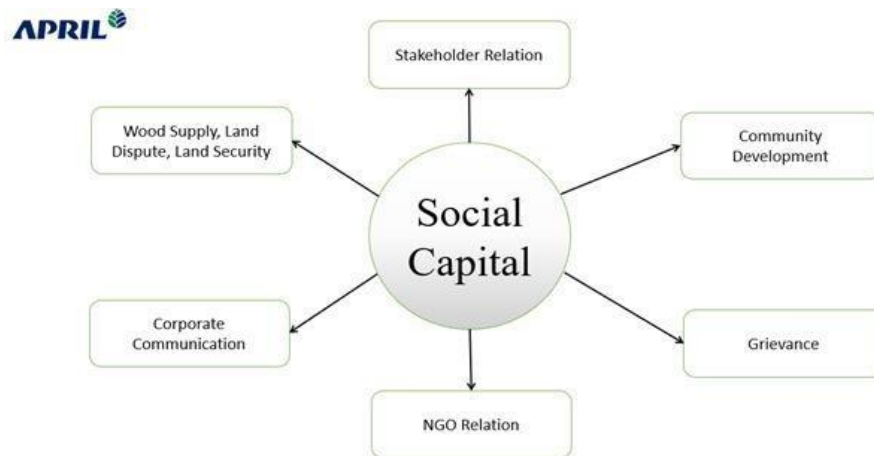 APRIL
Stakeholder Relation
Wood Supply, Land
Dispute, Land Security
Community
Development
Social
Capital
Corporate
Communication
Grievance
NGO Relation